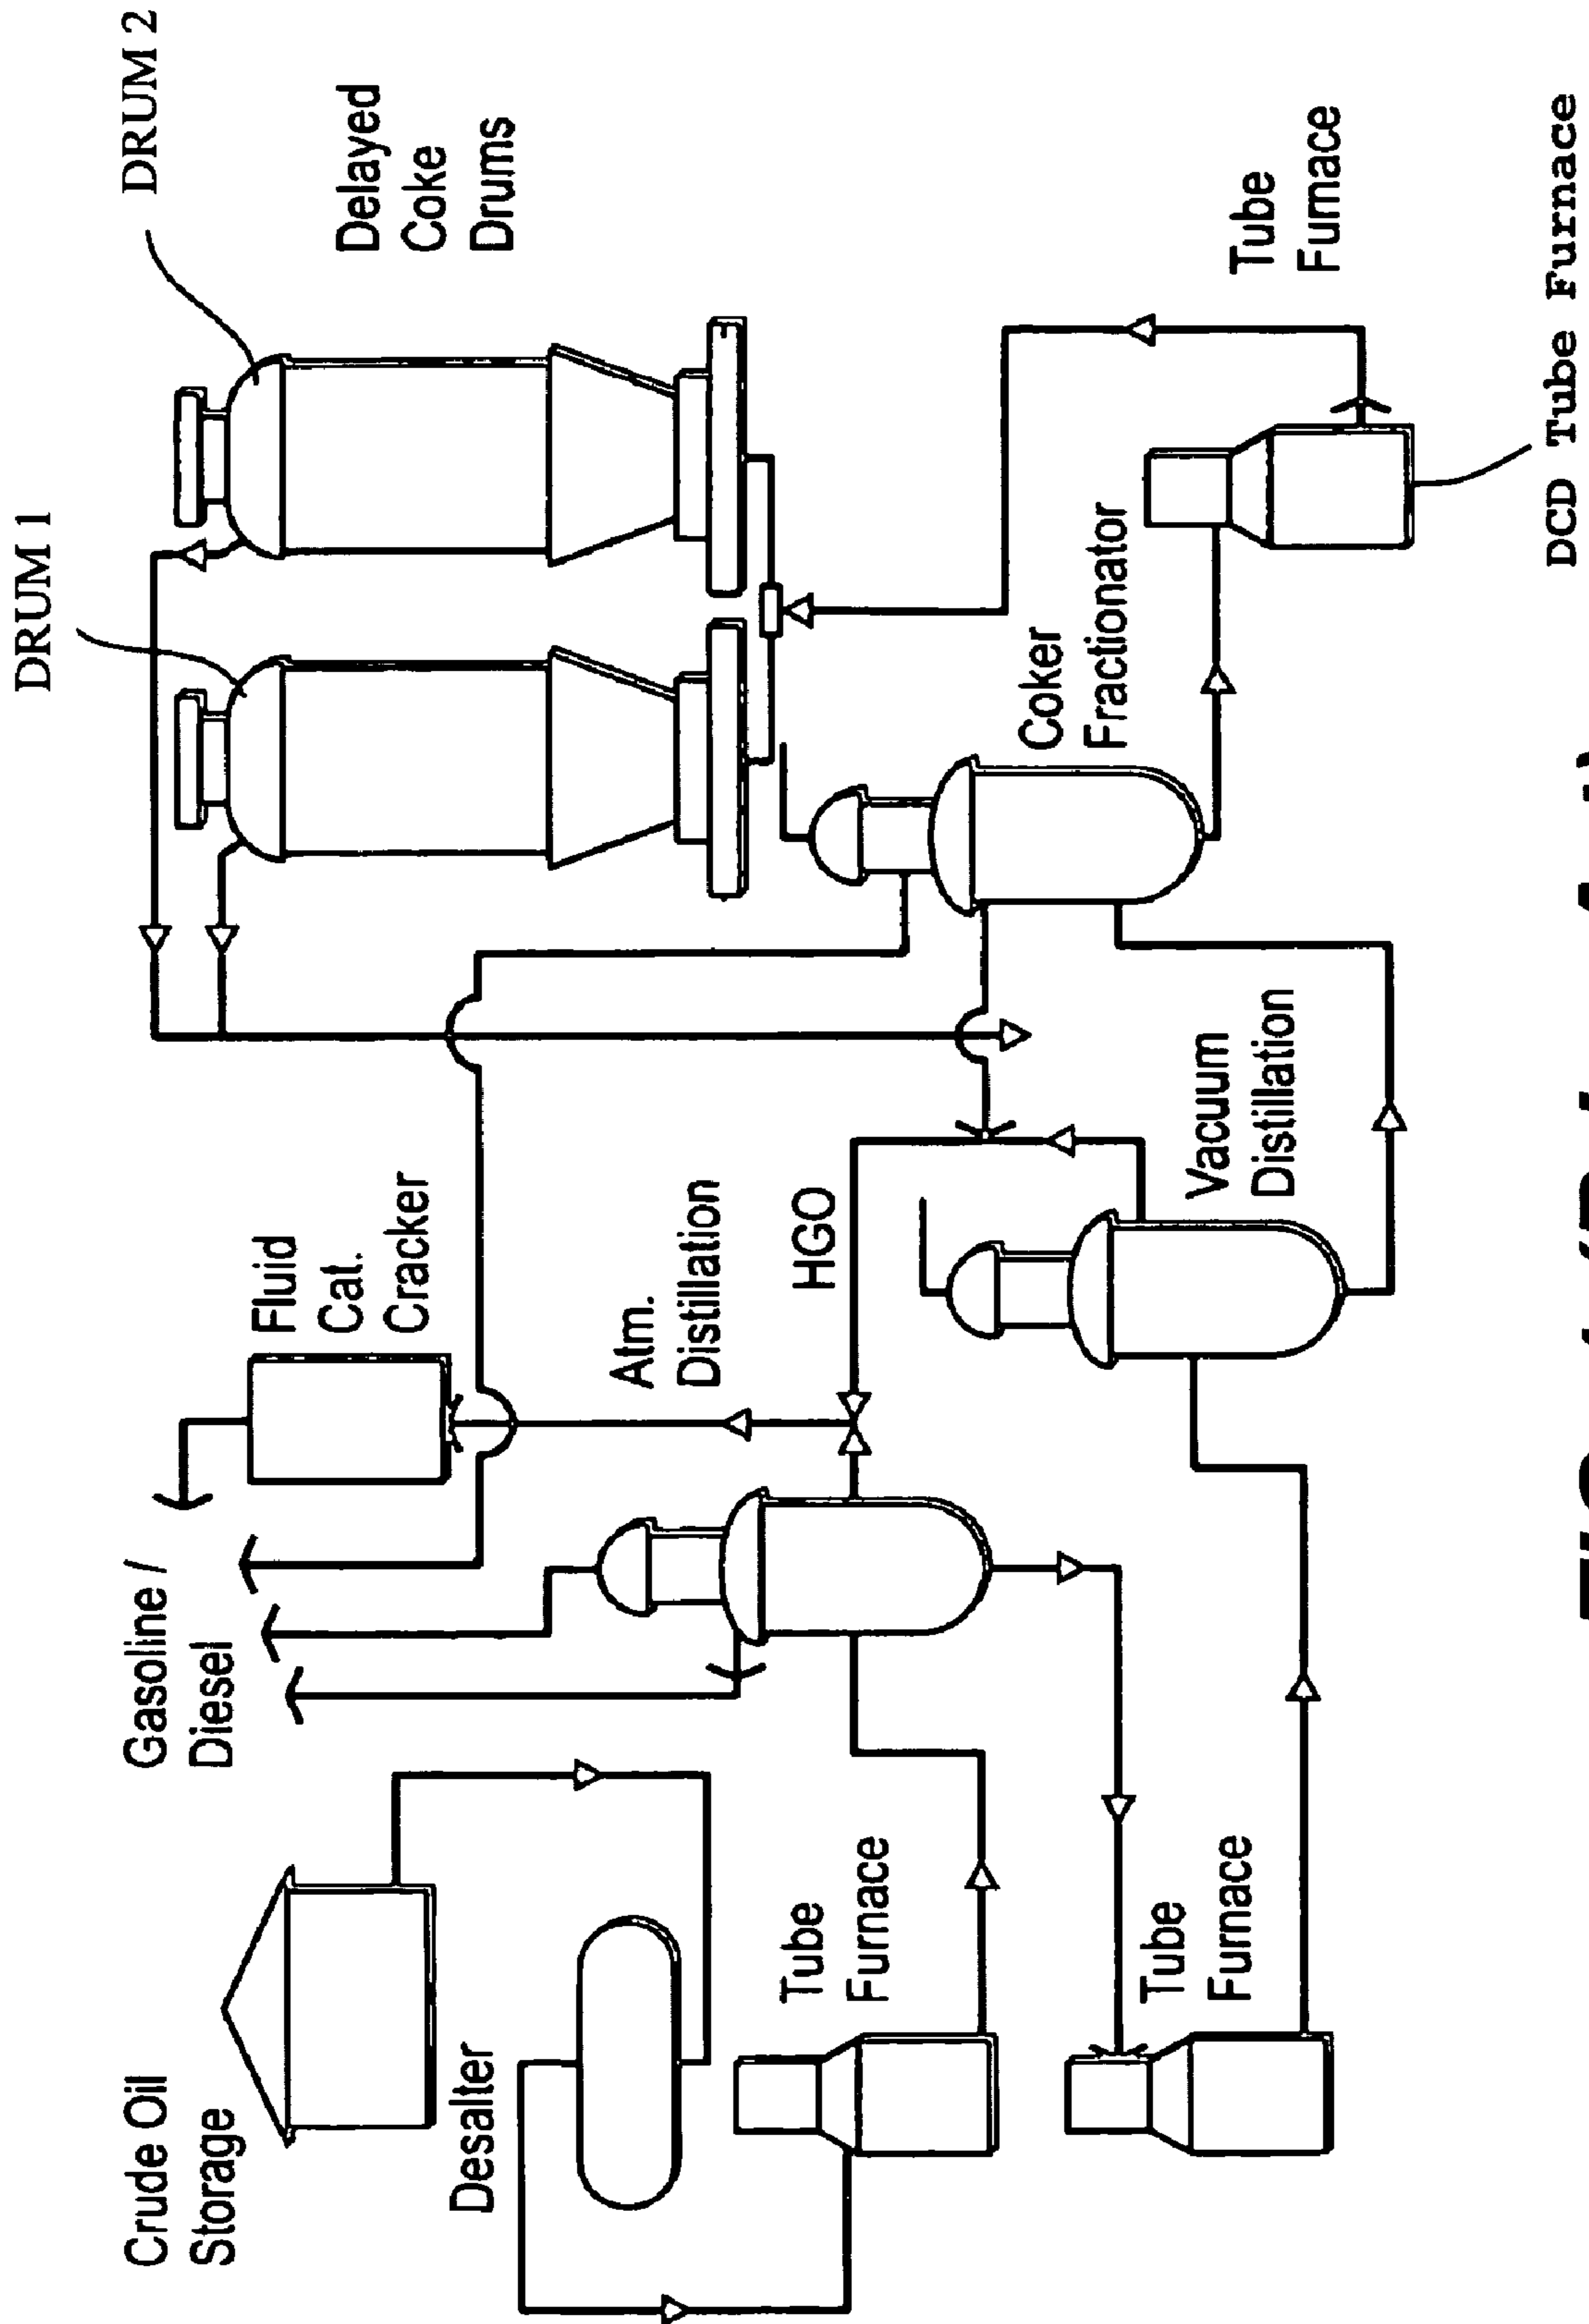 DRUM 1
DRUM 2
Crude Oil
Storage
Gasoline /
Diesel
Fluid
Cat.
Cracker
Delayed
Coke
Drums
Desalter
Atm.
Distillation
Tube
Furnace
HGO
Coker
Fractionator
Tube
Furnace
Vacuum
Distillation
Tube
Furnace
DCD Tube Furnace